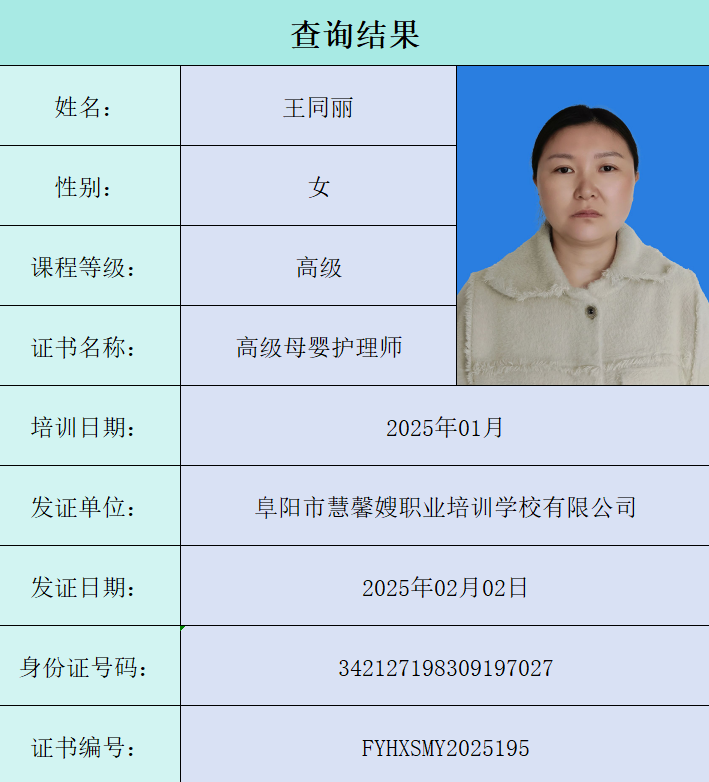 查询结果
姓名： 王同丽
性别： 女
课程等级： 高级
证书名称： 高级母婴护理师
培训日期： 2025年01月
发证单位： 阜阳市慧馨嫂职业培训学校有限公司
发证日期： 2025年02月02日
身份证号码： 342127198309197027
证书编号： FYHXSMY2025195